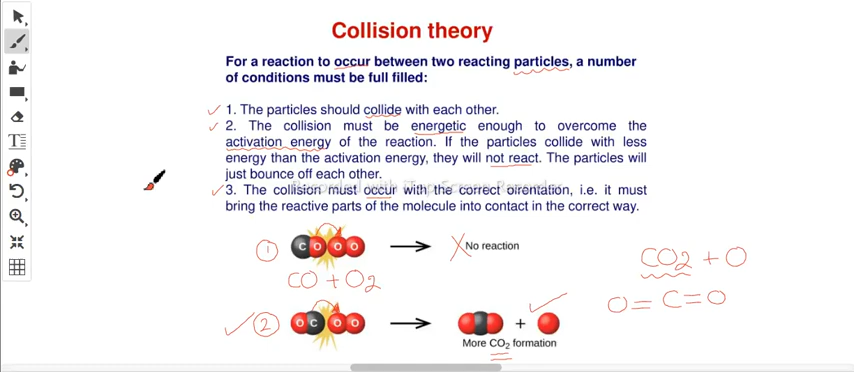 Collision theory
For a reaction to occur between two reacting particles, a number
of conditions must be full filled:
1. The particles should collide with each other.
2. The collision must be energetic enough to overcome the
activation energy of the reaction. If the particles collide with less
energy than the activation energy, they will not react. The particles will
just bounce off each other.
3. The collision must occur with the correct oirentation, i.e. it must
bring the reactive parts of the molecule into contact in the correct way.
1 C O O O No reaction
CO + O2
CO2 + O
O = C = O
2 O C O O +
More CO2 formation